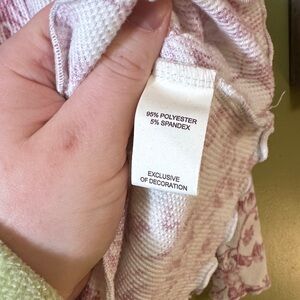 95% POLYESTER
5% SPANDEX
EXCLUSIVE
OF DECORATION